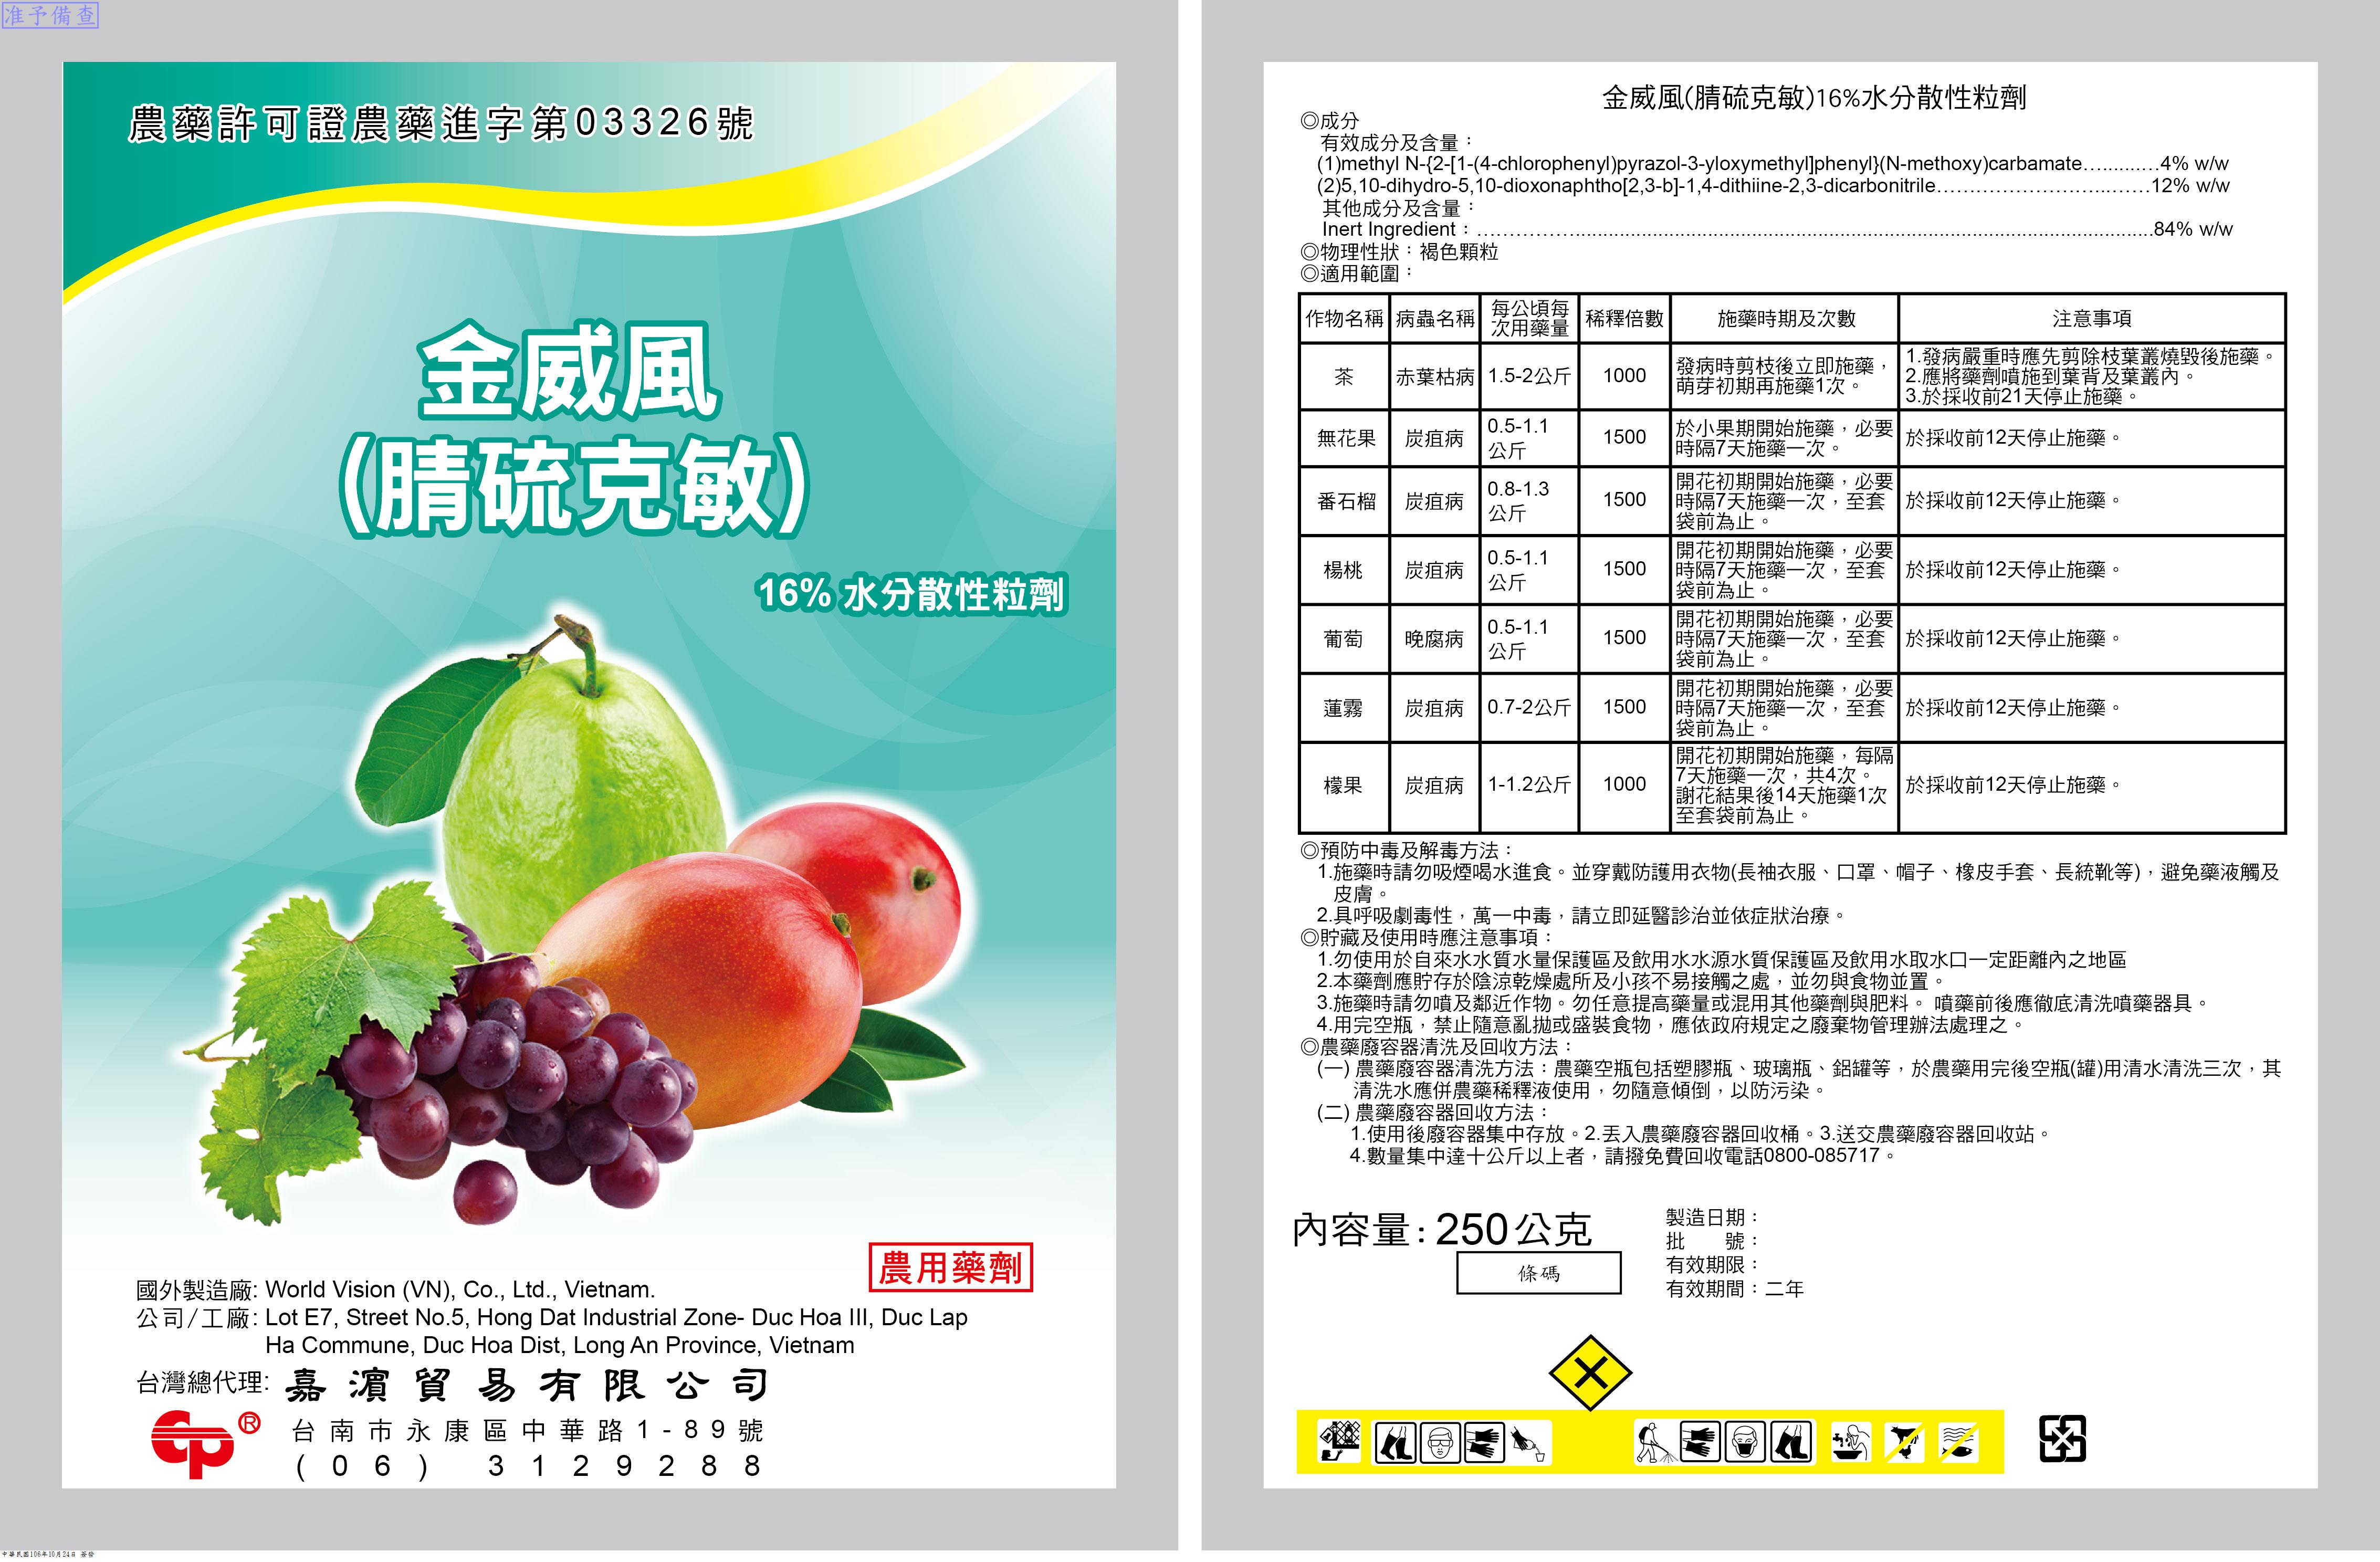 准予備查
農藥許可證農藥進字第03326號
金威風
(腈硫克敏)
16% 水分散性粒劑
農用藥劑
國外製造廠: World Vision (VN), Co., Ltd., Vietnam.
公司/工廠: Lot E7, Street No.5, Hong Dat Industrial Zone- Duc Hoa III, Duc Lap
Ha Commune, Duc Hoa Dist, Long An Province, Vietnam
台灣總代理: 嘉濵貿易有限公司
CP®
台南市永康區中華路1-89號
(06) 3129288
中華民國106年10月24日 簽發
金威風(腈硫克敏)16%水分散性粒劑
◎成分
有效成分及含量：
(1)methyl N-{2-[1-(4-chlorophenyl)pyrazol-3-yloxymethyl]phenyl}(N-methoxy)carbamate............4% w/w
(2)5,10-dihydro-5,10-dioxonaphtho[2,3-b]-1,4-dithiine-2,3-dicarbonitrile..............................12% w/w
其他成分及含量：
Inert Ingredient：..............................................................................................................84% w/w
◎物理性狀：褐色顆粒
◎適用範圍：
作物名稱 病蟲名稱 每公頃每次用藥量 稀釋倍數 施藥時期及次數 注意事項
茶 赤葉枯病 1.5-2公斤 1000 發病時剪枝後立即施藥，萌芽初期再施藥1次。 1.發病嚴重時應先剪除枝葉叢燒毀後施藥。
2.應將藥劑噴施到葉背及葉叢內。
3.於採收前21天停止施藥。
無花果 炭疽病 0.5-1.1公斤 1500 於小果期開始施藥，必要時隔7天施藥一次。 於採收前12天停止施藥。
番石榴 炭疽病 0.8-1.3公斤 1500 開花初期開始施藥，必要時隔7天施藥一次，至套袋前為止。 於採收前12天停止施藥。
楊桃 炭疽病 0.5-1.1公斤 1500 開花初期開始施藥，必要時隔7天施藥一次，至套袋前為止。 於採收前12天停止施藥。
葡萄 晚腐病 0.5-1.1公斤 1500 開花初期開始施藥，必要時隔7天施藥一次，至套袋前為止。 於採收前12天停止施藥。
蓮霧 炭疽病 0.7-2公斤 1500 開花初期開始施藥，必要時隔7天施藥一次，至套袋前為止。 於採收前12天停止施藥。
檬果 炭疽病 1-1.2公斤 1000 開花初期開始施藥，每隔7天施藥一次，共4次。謝花結果後14天施藥1次至套袋前為止。 於採收前12天停止施藥。
◎預防中毒及解毒方法：
1.施藥時請勿吸煙喝水進食。並穿戴防護用衣物(長袖衣服、口罩、帽子、橡皮手套、長統靴等)，避免藥液觸及
皮膚。
2.具呼吸劇毒性，萬一中毒，請立即延醫診治並依症狀治療。
◎貯藏及使用時應注意事項：
1.勿使用於自來水水質水量保護區及飲用水水源水質保護區及飲用水取水口一定距離內之地區
2.本藥劑應貯存於陰涼乾燥處所及小孩不易接觸之處，並勿與食物並置。
3.施藥時請勿噴及鄰近作物。勿任意提高藥量或混用其他藥劑與肥料。 噴藥前後應徹底清洗噴藥器具。
4.用完空瓶，禁止隨意亂拋或盛裝食物，應依政府規定之廢棄物管理辦法處理之。
◎農藥廢容器清洗及回收方法：
(一) 農藥廢容器清洗方法：農藥空瓶包括塑膠瓶、玻璃瓶、鋁罐等，於農藥用完後空瓶(罐)用清水清洗三次，其
清洗水應併農藥稀釋液使用，勿隨意傾倒，以防污染。
(二) 農藥廢容器回收方法：
1.使用後廢容器集中存放。2.丟入農藥廢容器回收桶。3.送交農藥廢容器回收站。
4.數量集中達十公斤以上者，請撥免費回收電話0800-085717。
內容量: 250公克
條碼
製造日期：
批　　號：
有效期限：
有效期間：二年